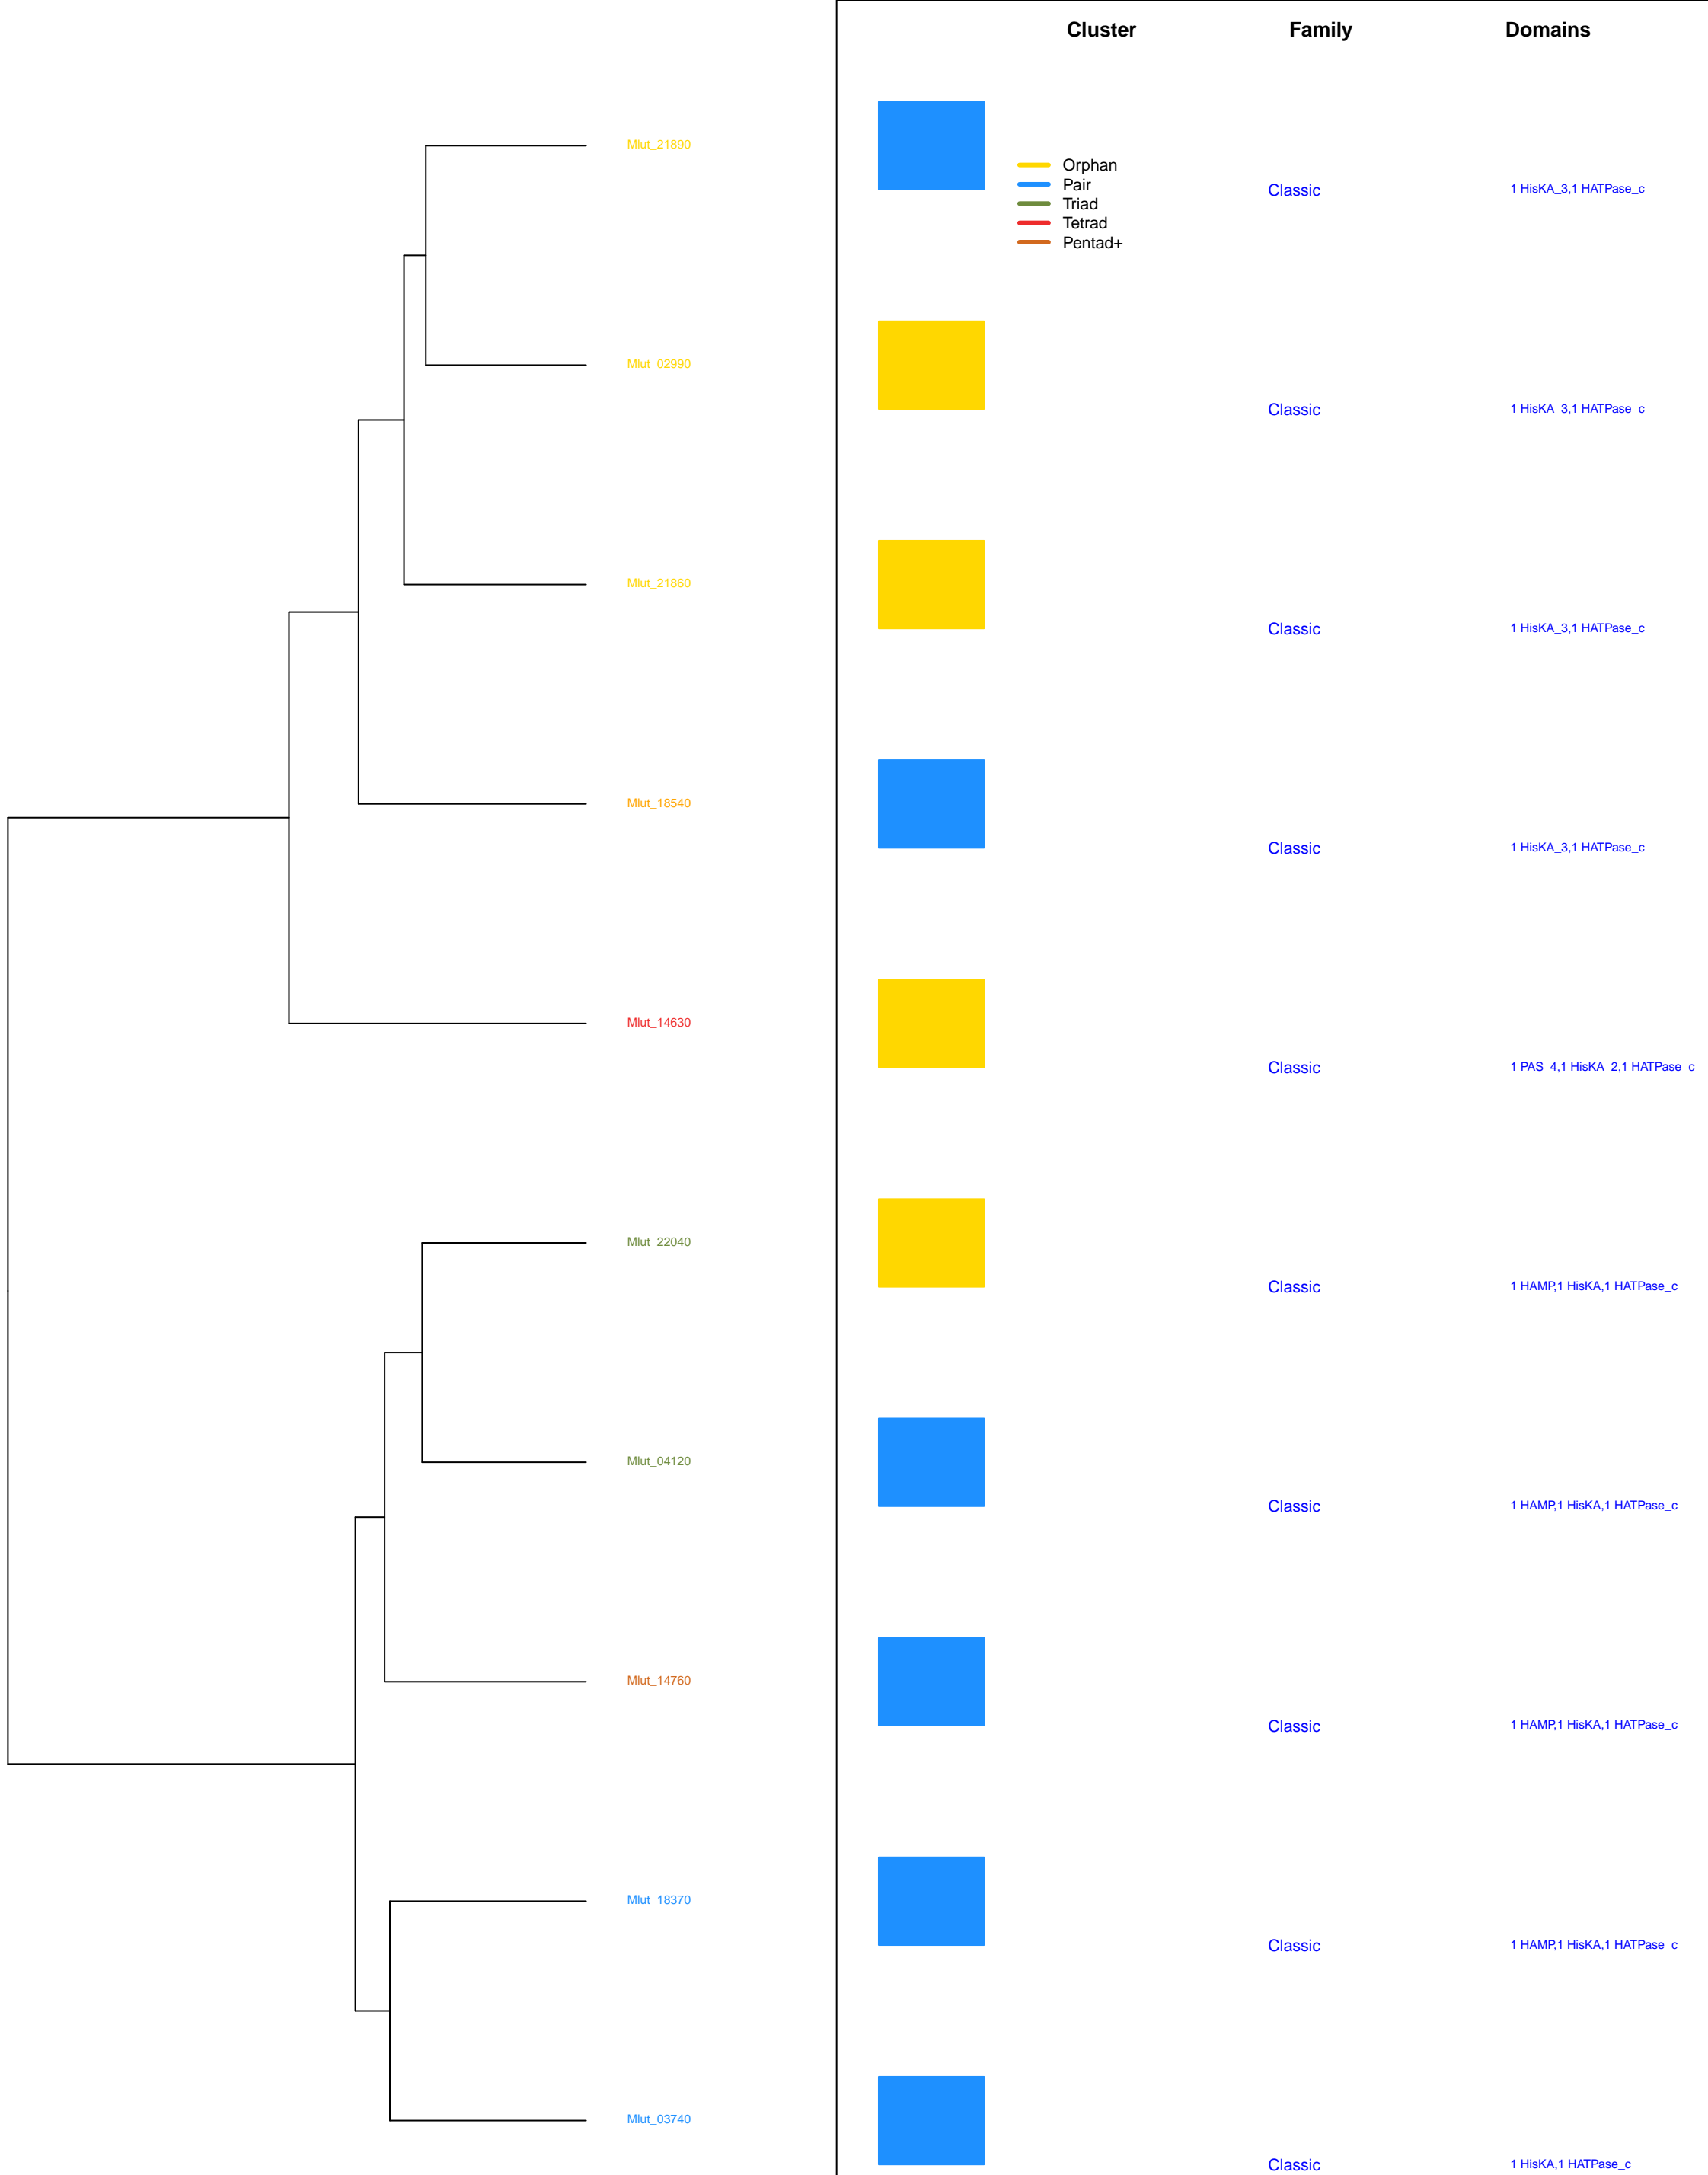 Cluster Family Domains
Mlut_21890
Orphan
Pair
Classic 1 HisKA_3,1 HATPase_c
Triad
Tetrad
Pentad+
Mlut_02990
Classic 1 HisKA_3,1 HATPase_c
Mlut_21860
Classic 1 HisKA_3,1 HATPase_c
Mlut_18540
Classic 1 HisKA_3,1 HATPase_c
Mlut_14630
Classic 1 PAS_4,1 HisKA_2,1 HATPase_c
Mlut_22040
Classic 1 HAMP,1 HisKA,1 HATPase_c
Mlut_04120
Classic 1 HAMP,1 HisKA,1 HATPase_c
Mlut_14760
Classic 1 HAMP,1 HisKA,1 HATPase_c
Mlut_18370
Classic 1 HAMP,1 HisKA,1 HATPase_c
Mlut_03740
Classic 1 HisKA,1 HATPase_c